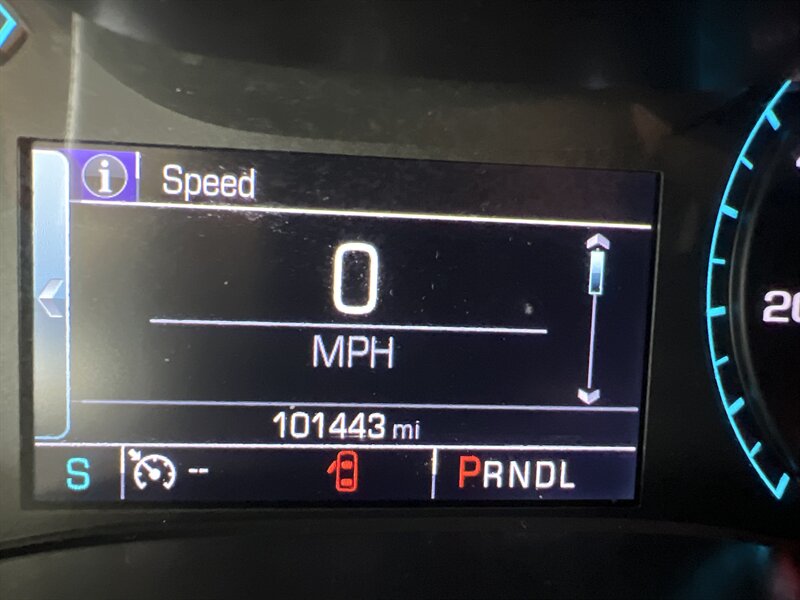 i Speed
0
MPH
101443 mi
S -- PRNDL